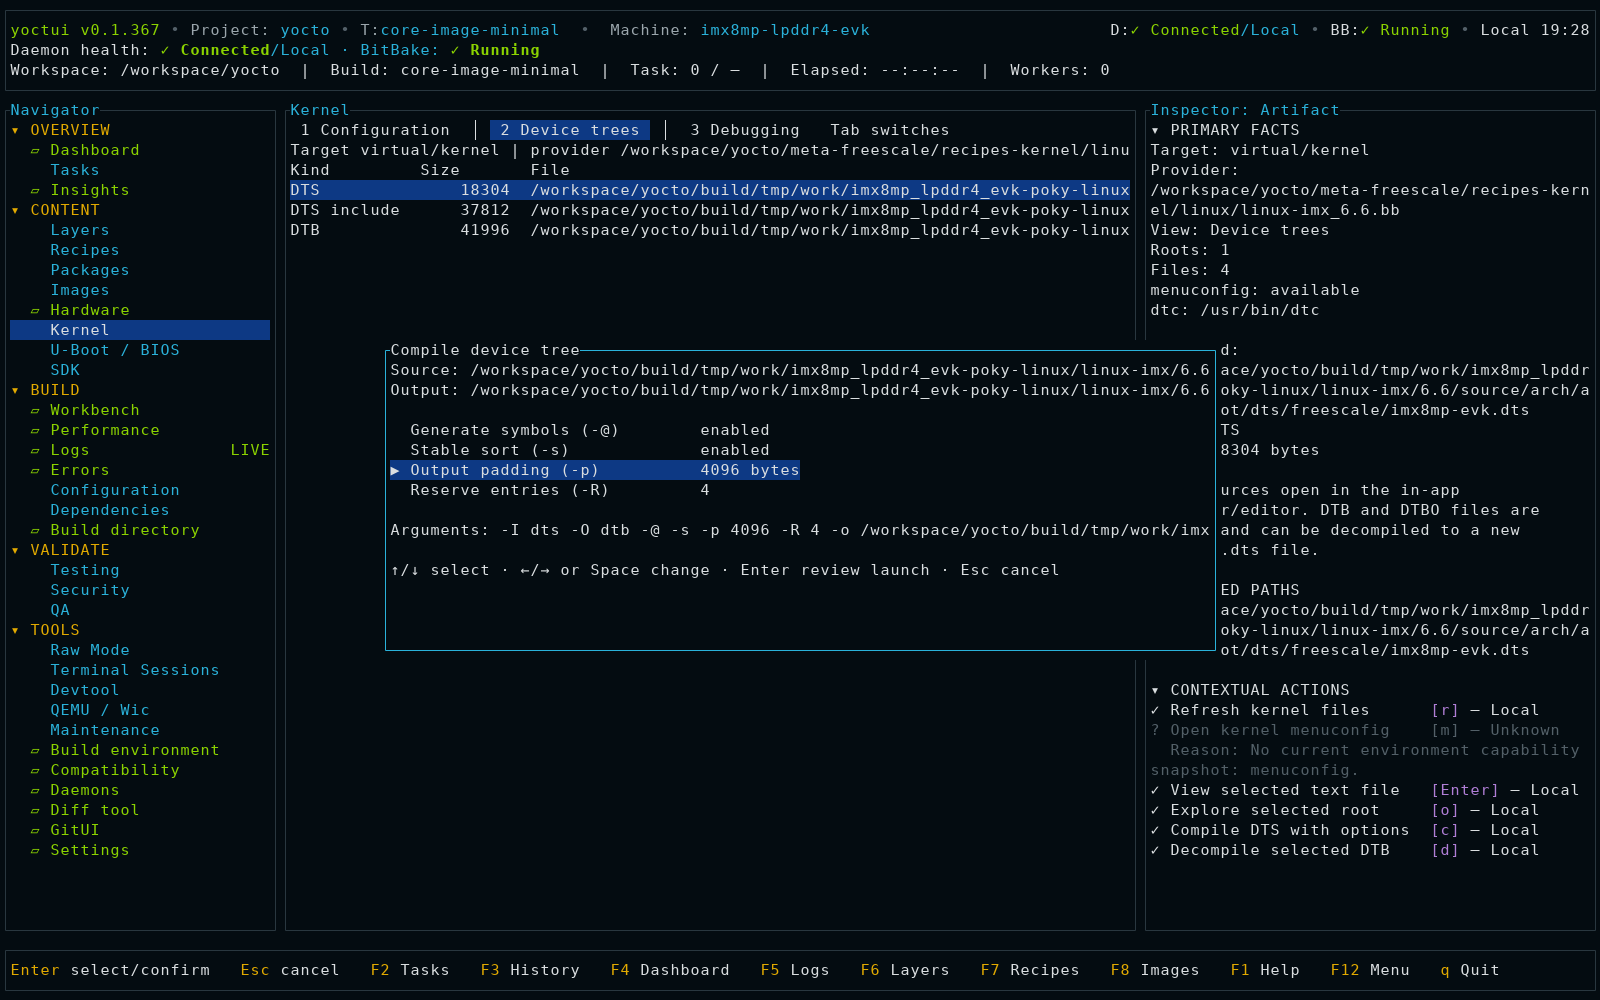 yoctui v0.1.367 • Project: yocto • T:core-image-minimal  •  Machine: imx8mp-lpddr4-evk                        D:✓ Connected/Local • BB:✓ Running • Local 19:28
Daemon health: ✓ Connected/Local · BitBake: ✓ Running
Workspace: /workspace/yocto  |  Build: core-image-minimal  |  Task: 0 / —  |  Elapsed: --:--:--  |  Workers: 0
Navigator
▾ OVERVIEW
▱ Dashboard
Tasks
▱ Insights
▾ CONTENT
Layers
Recipes
Packages
Images
▱ Hardware
Kernel
U-Boot / BIOS
SDK
▾ BUILD
▱ Workbench
▱ Performance
▱ Logs LIVE
▱ Errors
Configuration
Dependencies
▱ Build directory
▾ VALIDATE
Testing
Security
QA
▾ TOOLS
Raw Mode
Terminal Sessions
Devtool
QEMU / Wic
Maintenance
▱ Build environment
▱ Compatibility
▱ Daemons
▱ Diff tool
▱ GitUI
▱ Settings
Kernel
1 Configuration │ 2 Device trees │ 3 Debugging Tab switches
Target virtual/kernel | provider /workspace/yocto/meta-freescale/recipes-kernel/linu
Kind Size File
DTS 18304 /workspace/yocto/build/tmp/work/imx8mp_lpddr4_evk-poky-linux
DTS include 37812 /workspace/yocto/build/tmp/work/imx8mp_lpddr4_evk-poky-linux
DTB 41996 /workspace/yocto/build/tmp/work/imx8mp_lpddr4_evk-poky-linux
Compile device tree
Source: /workspace/yocto/build/tmp/work/imx8mp_lpddr4_evk-poky-linux/linux-imx/6.6
Output: /workspace/yocto/build/tmp/work/imx8mp_lpddr4_evk-poky-linux/linux-imx/6.6
Generate symbols (-@) enabled
Stable sort (-s) enabled
▶ Output padding (-p) 4096 bytes
Reserve entries (-R) 4
Arguments: -I dts -O dtb -@ -s -p 4096 -R 4 -o /workspace/yocto/build/tmp/work/imx
↑/↓ select · ←/→ or Space change · Enter review launch · Esc cancel
Inspector: Artifact
▾ PRIMARY FACTS
Target: virtual/kernel
Provider:
/workspace/yocto/meta-freescale/recipes-kern
el/linux/linux-imx_6.6.bb
View: Device trees
Roots: 1
Files: 4
menuconfig: available
dtc: /usr/bin/dtc
d:
ace/yocto/build/tmp/work/imx8mp_lpddr
oky-linux/linux-imx/6.6/source/arch/a
ot/dts/freescale/imx8mp-evk.dts
TS
8304 bytes
urces open in the in-app
r/editor. DTB and DTBO files are
and can be decompiled to a new
.dts file.
ED PATHS
ace/yocto/build/tmp/work/imx8mp_lpddr
oky-linux/linux-imx/6.6/source/arch/a
ot/dts/freescale/imx8mp-evk.dts
▾ CONTEXTUAL ACTIONS
✓ Refresh kernel files [r] — Local
? Open kernel menuconfig [m] — Unknown
Reason: No current environment capability
snapshot: menuconfig.
✓ View selected text file [Enter] — Local
✓ Explore selected root [o] — Local
✓ Compile DTS with options [c] — Local
✓ Decompile selected DTB [d] — Local
Enter select/confirm Esc cancel F2 Tasks F3 History F4 Dashboard F5 Logs F6 Layers F7 Recipes F8 Images F1 Help F12 Menu q Quit